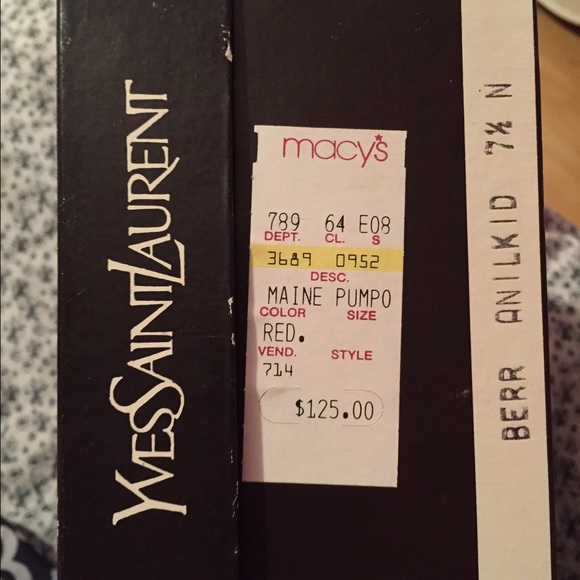 YVESSAINTLAURENT
macy's
789 64 E08
DEPT. CL. S
3689 0952
DESC.
MAINE PUMPO
COLOR SIZE
RED.
VEND. STYLE
714
$125.00
BERR ANILKID 7½ N